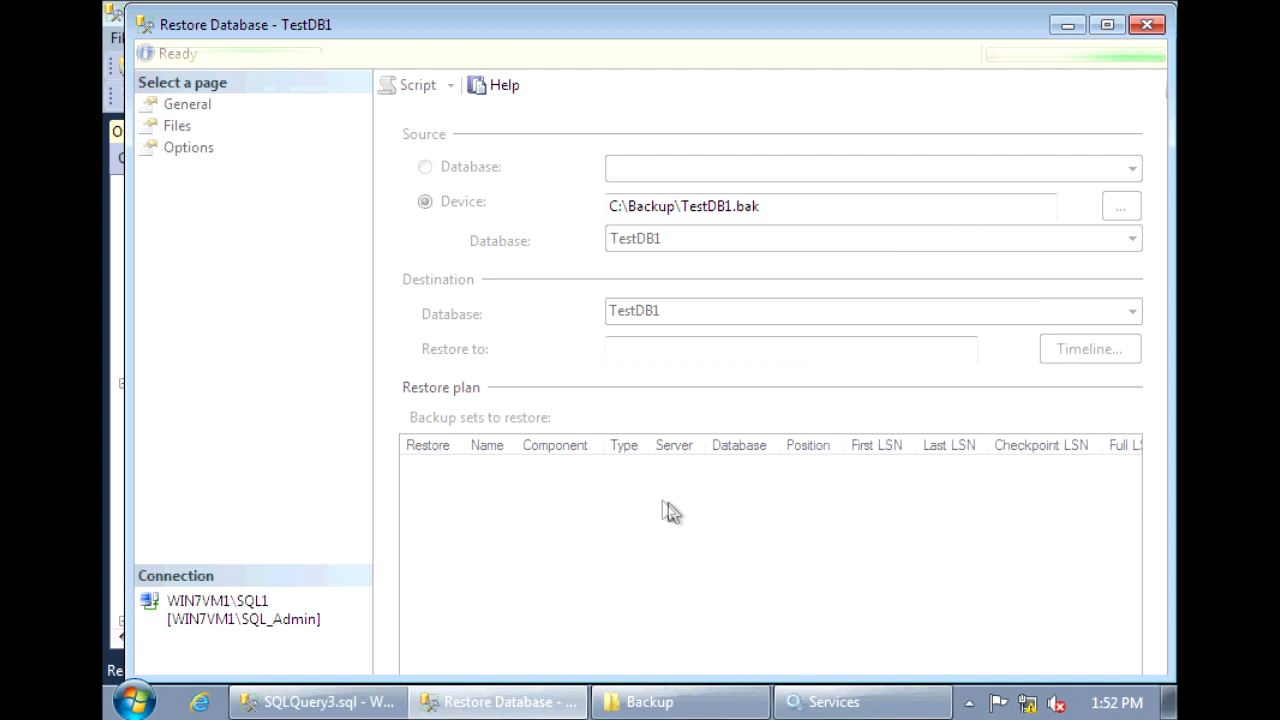 Restore Database - TestDB1
Fil
Ready
Select a page
Script
Help
General
Files
Options
Source
Database:
Device:
C:\Backup\TestDB1.bak
...
Database:
TestDB1
Destination
Database:
TestDB1
Restore to:
Timeline...
Restore plan
Backup sets to restore:
Restore Name Component Type Server Database Position First LSN Last LSN Checkpoint LSN Full L
Connection
WIN7VM1\SQL1
[WIN7VM1\SQL_Admin]
Re
SQLQuery3.sql - W...
Restore Database - ...
Backup
Services
1:52 PM